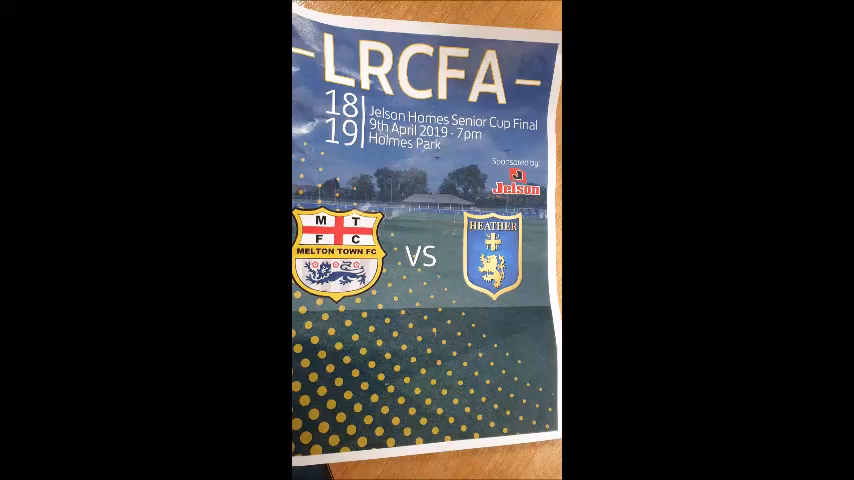 LRCFA
18
19
Jelson Homes Senior Cup Final
9th April 2019 - 7pm
Holmes Park
Sponsored by:
J
Jelson
M T
F C
MELTON TOWN FC
VS
HEATHER
S J